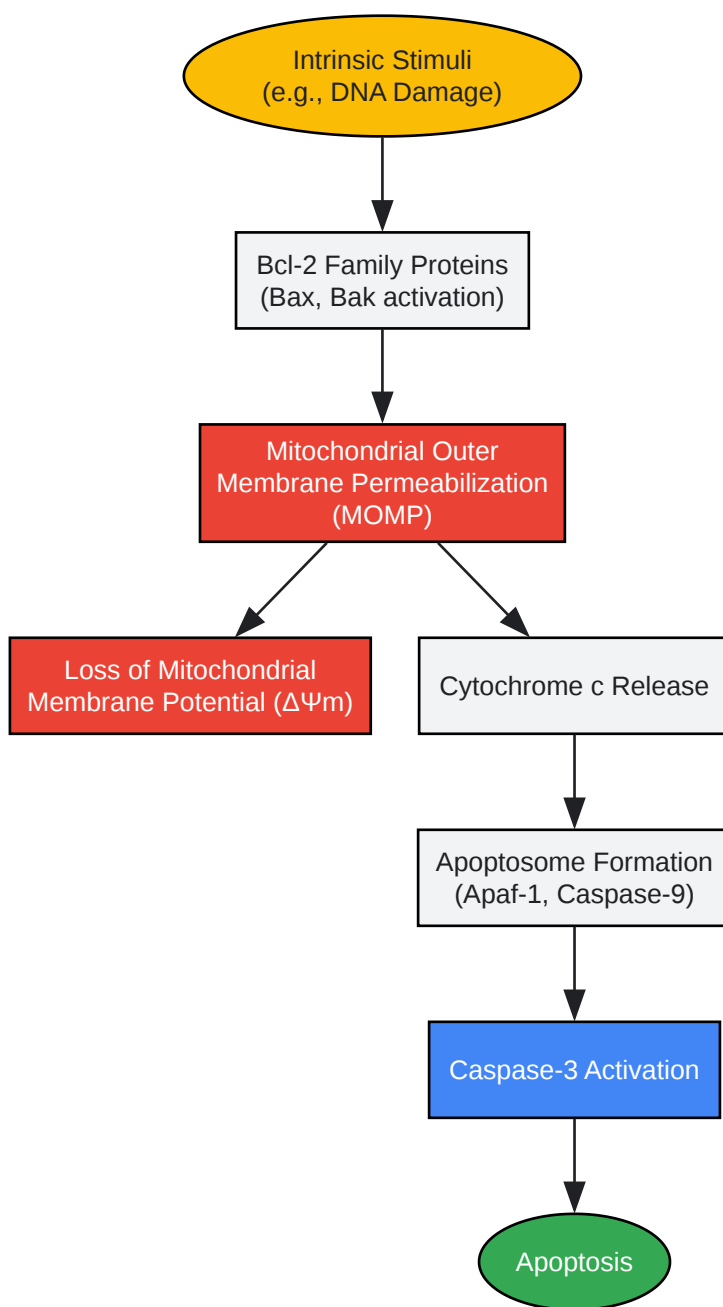 Intrinsic Stimuli
(e.g., DNA Damage)
Bcl-2 Family Proteins
(Bax, Bak activation)
Mitochondrial Outer
Membrane Permeabilization
(MOMP)
Loss of Mitochondrial
Membrane Potential (ΔΨm)
Cytochrome c Release
Apoptosome Formation
(Apaf-1, Caspase-9)
Caspase-3 Activation
Apoptosis